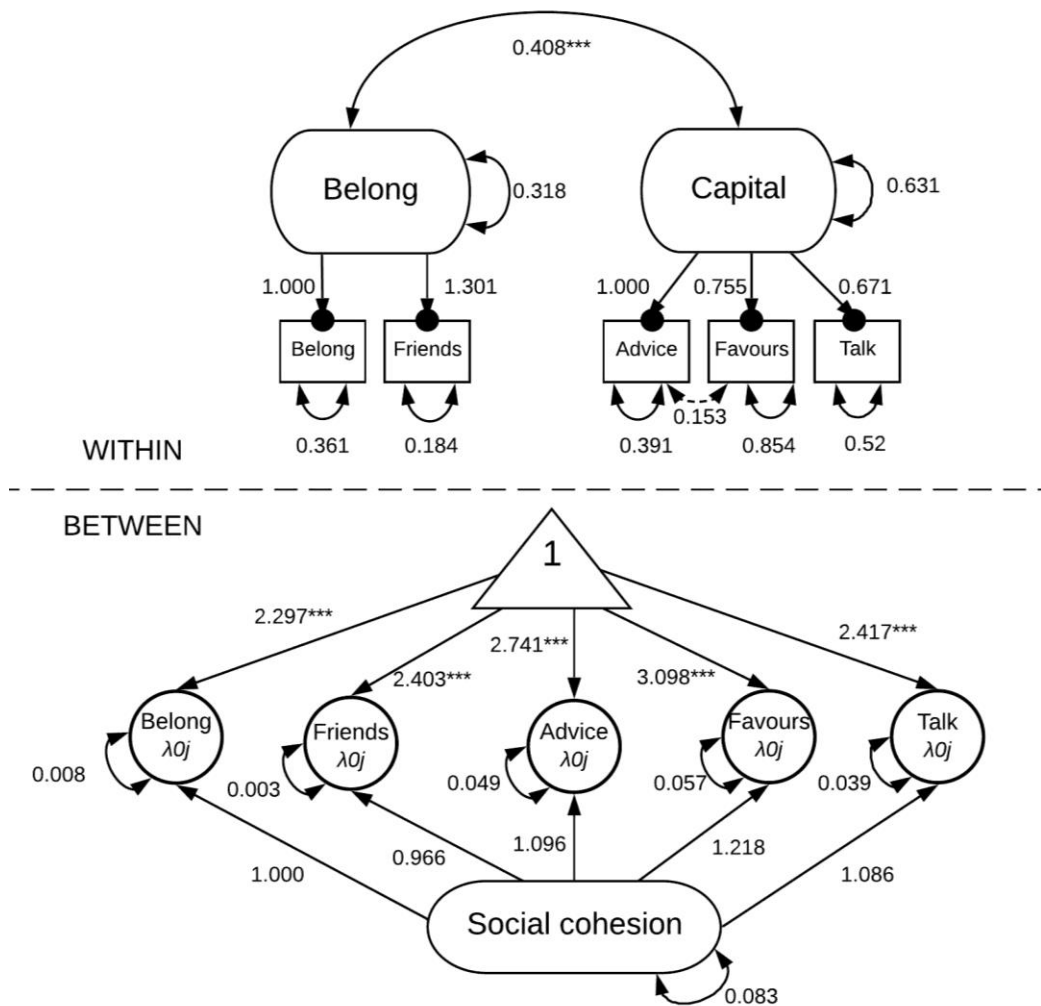 0.408***
Belong
0.318
Capital
0.631
1.000
1.301
1.000
0.755
0.671
Belong
Friends
Advice
Favours
Talk
0.153
0.361
0.184
0.391
0.854
0.52
WITHIN
BETWEEN
1
2.297***
2.403***
2.741***
3.098***
2.417***
Belong
λ0j
Friends
λ0j
Advice
λ0j
Favours
λ0j
Talk
λ0j
0.008
0.003
0.049
0.057
0.039
1.000
0.966
1.096
1.218
1.086
Social cohesion
0.083